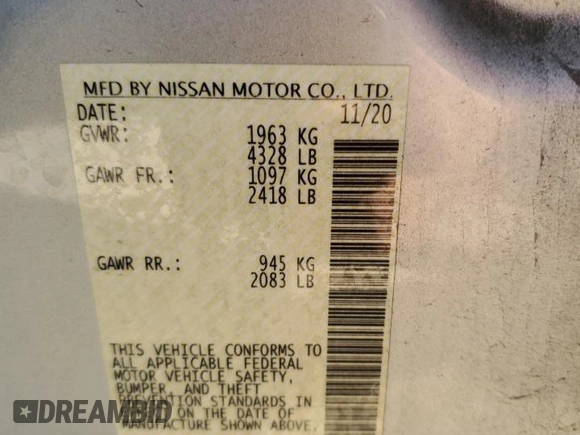 MFD BY NISSAN MOTOR CO., LTD.
DATE: 11/20
GVWR: 1963 KG
4328 LB
GAWR FR.: 1097 KG
2418 LB
GAWR RR.: 945 KG
2083 LB
THIS VEHICLE CONFORMS TO
ALL APPLICABLE FEDERAL
MOTOR VEHICLE SAFETY,
BUMPER, AND THEFT
PREVENTION STANDARDS IN
ON THE DATE OF
MANUFACTURE SHOWN ABOVE.
DREAMBID